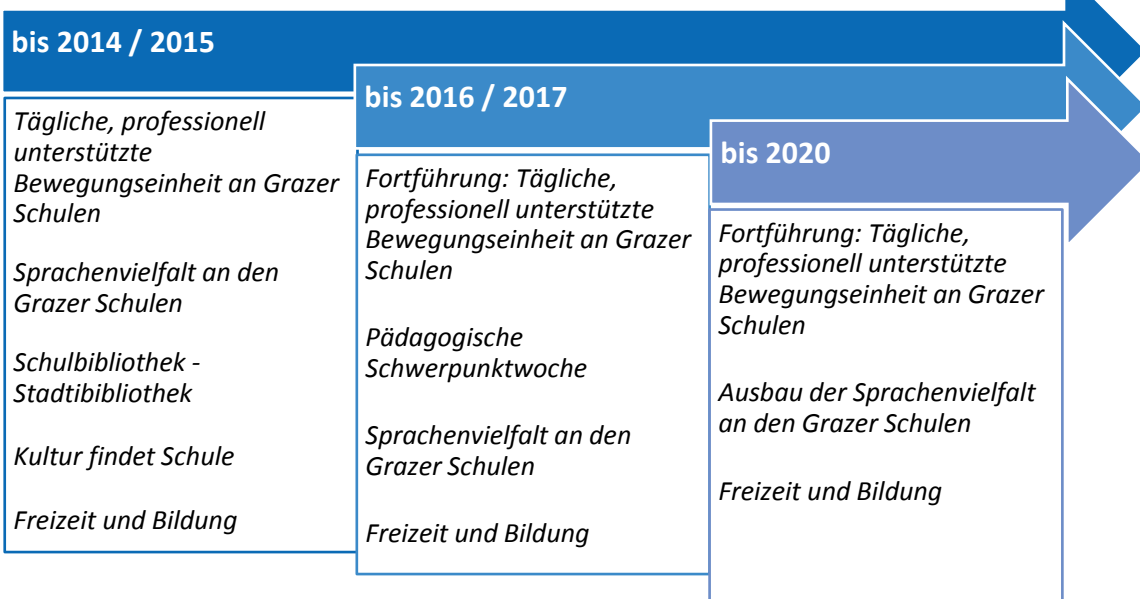 bis 2014 / 2015
Tägliche, professionell
unterstützte
Bewegungseinheit an Grazer
Schulen
Sprachenvielfalt an den
Grazer Schulen
Schulbibliothek -
Stadtibibliothek
Kultur findet Schule
Freizeit und Bildung
bis 2016 / 2017
Fortführung: Tägliche,
professionell unterstützte
Bewegungseinheit an Grazer
Schulen
Pädagogische
Schwerpunktwoche
Sprachenvielfalt an den
Grazer Schulen
Freizeit und Bildung
bis 2020
Fortführung: Tägliche,
professionell unterstützte
Bewegungseinheit an Grazer
Schulen
Ausbau der Sprachenvielfalt
an den Grazer Schulen
Freizeit und Bildung